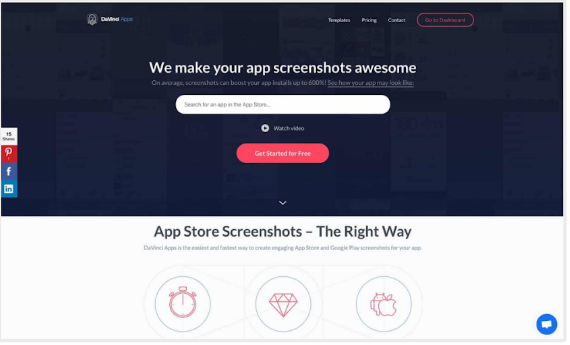 DaVinci Apps
Templates Pricing Contact Go to Dashboard
We make your app screenshots awesome
On average, screenshots can boost your app installs up to 600%! See how your app may look like:
Search for an app in the App Store...
Watch video
Get Started for Free
15
Shares
App Store Screenshots – The Right Way
DaVinci Apps is the easiest and fastest way to create engaging App Store and Google Play screenshots for your app.